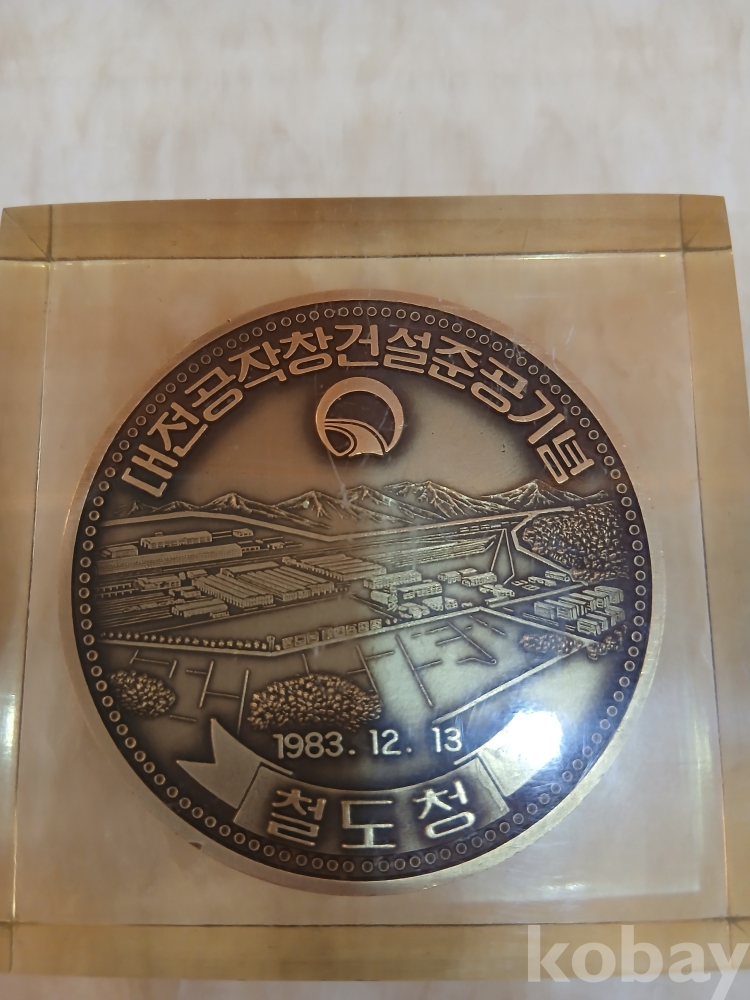 대전공작창건설준공기념
1983. 12. 13
철도청
kobay